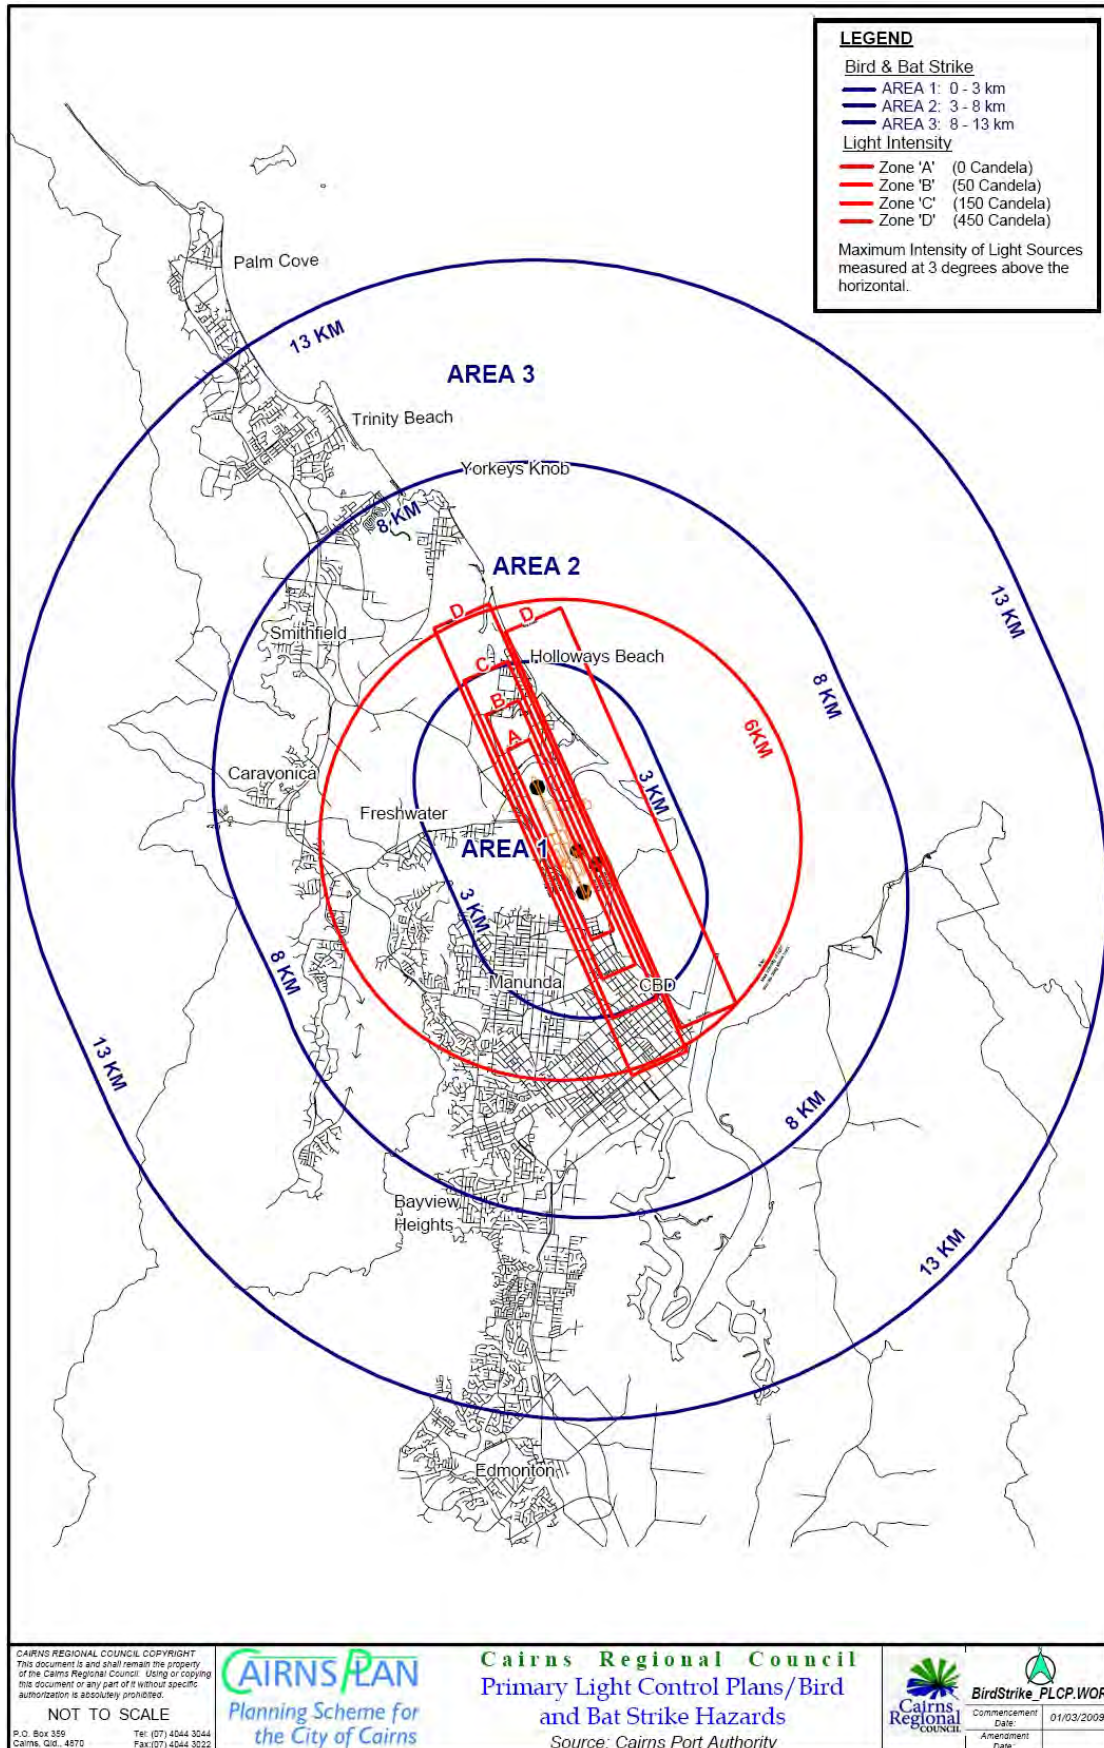 LEGEND
Bird & Bat Strike
AREA 1: 0 - 3 km
AREA 2: 3 - 8 km
AREA 3: 8 - 13 km
Light Intensity
Zone 'A' (0 Candela)
Zone 'B' (50 Candela)
Zone 'C' (150 Candela)
Zone 'D' (450 Candela)
Maximum Intensity of Light Sources
measured at 3 degrees above the
horizontal.
Palm Cove
13 KM
AREA 3
Trinity Beach
Yorkeys Knob
8 KM
AREA 2
13 KM
D
D
Smithfield
C
Holloways Beach
8 KM
B
6KM
A
Caravonica
3 KM
Freshwater
AREA 1
3 KM
8 KM
Manunda
CBD
13 KM
8 KM
Bayview
Heights
13 KM
Edmonton
CAIRNS REGIONAL COUNCIL COPYRIGHT
This document is and shall remain the property
of the Cairns Regional Council. Using or copying
this document or any part of it without specific
authorization is absolutely prohibited.
NOT TO SCALE
P.O. Box 359 Tel: (07) 4044 3044
Cairns, Qld., 4870 Fax:(07) 4044 3022
CAIRNS PLAN
Planning Scheme for
the City of Cairns
Cairns Regional Council
Primary Light Control Plans/Bird
and Bat Strike Hazards
Source: Cairns Port Authority
Cairns
Regional
COUNCIL
BirdStrike_PLCP.WOR
Commencement
Date: 01/03/2009
Amendment
Date: